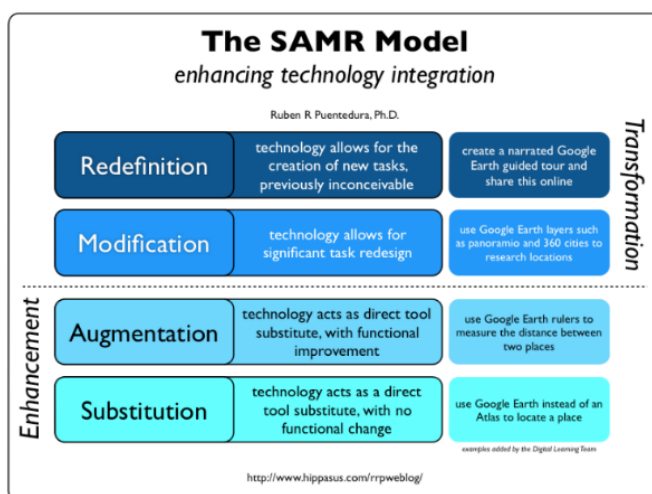 The SAMR Model
enhancing technology integration
Ruben R Puentedura, Ph.D.
Transformation
Redefinition
technology allows for the
creation of new tasks,
previously inconceivable
create a narrated Google
Earth guided tour and
share this online
Modification
technology allows for
significant task redesign
use Google Earth layers such
as panoramio and 360 cities to
research locations
Enhancement
Augmentation
technology acts as direct tool
substitute, with functional
improvement
use Google Earth rulers to
measure the distance between
two places
Substitution
technology acts as a direct
tool substitute, with no
functional change
use Google Earth instead of an
Atlas to locate a place
examples added by the Digital Learning Team
http://www.hippasus.com/rrpweblog/